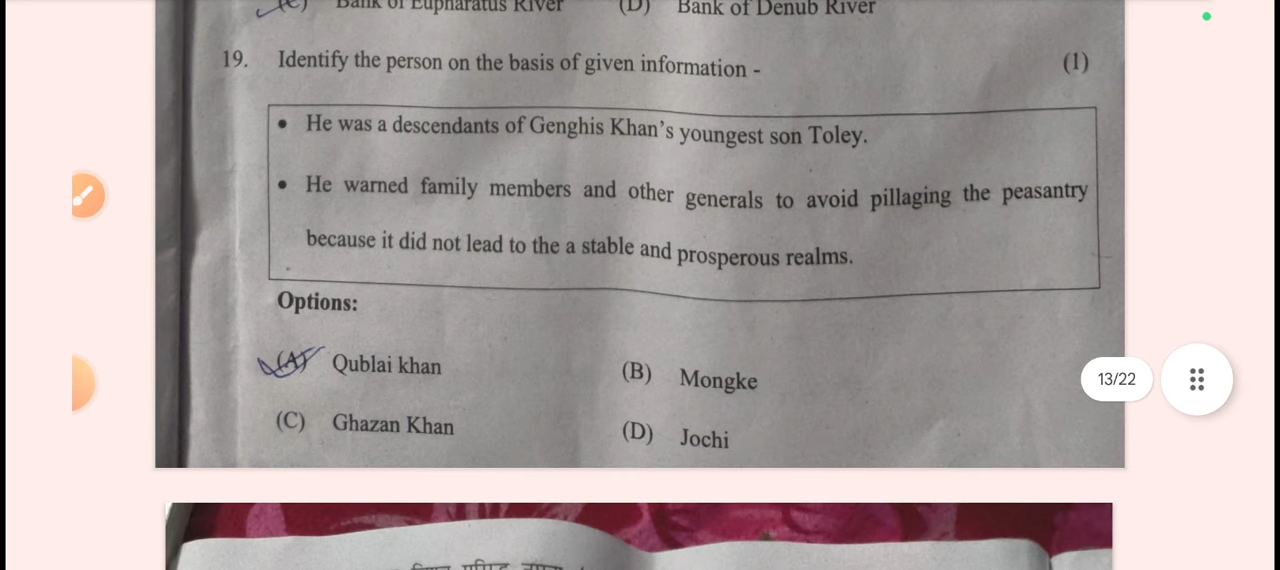 (C) Bank of Eupharatus River (D) Bank of Denub River
19. Identify the person on the basis of given information - (1)
• He was a descendants of Genghis Khan's youngest son Toley.
• He warned family members and other generals to avoid pillaging the peasantry
because it did not lead to the a stable and prosperous realms.
Options:
(A) Qublai khan (B) Mongke
13/22
(C) Ghazan Khan (D) Jochi